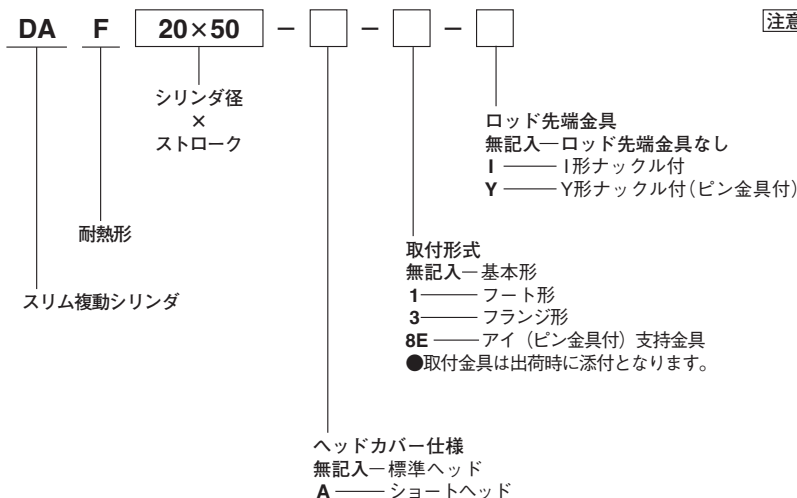 DA F 20×50 － □ － □ － □
注意
シリンダ径
×
ストローク
ロッド先端金具
無記入─ロッド先端金具なし
I ─── I形ナックル付
Y ─── Y形ナックル付(ピン金具付)
耐熱形
取付形式
無記入─基本形
1─── フート形
3─── フランジ形
8E ─── アイ（ピン金具付）支持金具
●取付金具は出荷時に添付となります。
スリム複動シリンダ
ヘッドカバー仕様
無記入─標準ヘッド
A ─── ショートヘッド